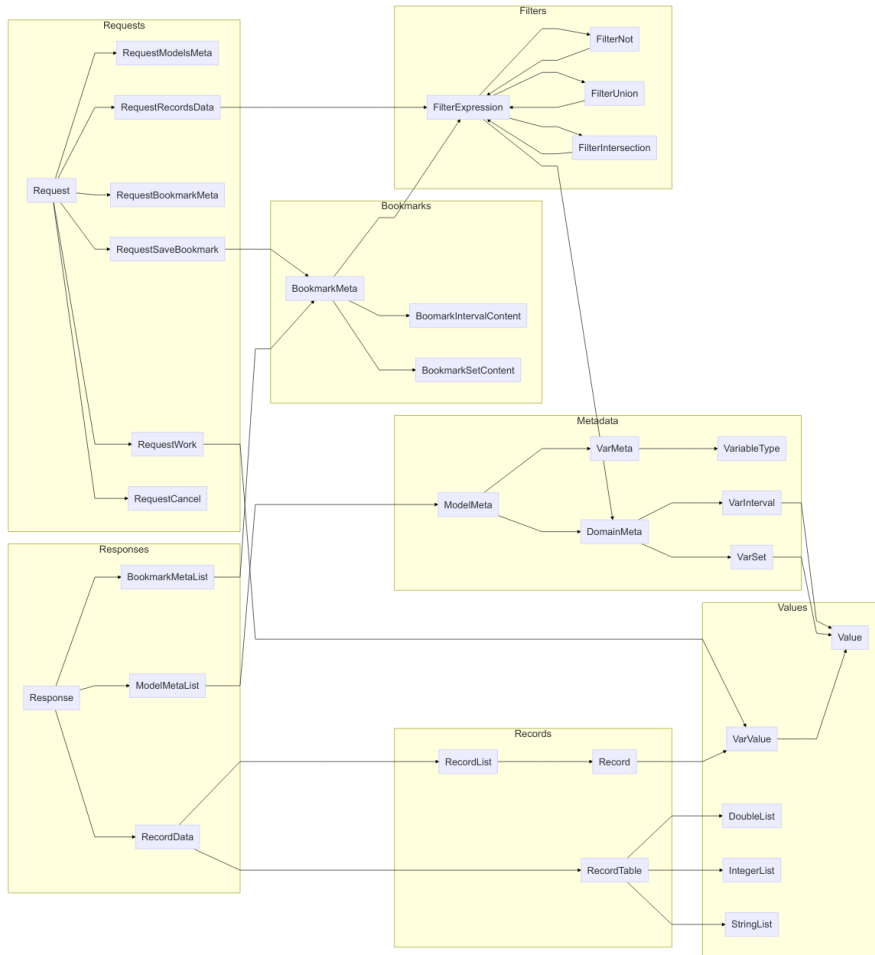 Requests
RequestModelsMeta
RequestRecordsData
Request
RequestBookmarkMeta
RequestSaveBookmark
RequestWork
RequestCancel
Filters
FilterNot
FilterUnion
FilterExpression
FilterIntersection
Bookmarks
BookmarkMeta
BoomarkIntervalContent
BookmarkSetContent
Metadata
VarMeta
VariableType
ModelMeta
VarInterval
DomainMeta
VarSet
Responses
BookmarkMetaList
ModelMetaList
Response
RecordData
Records
RecordList
Record
RecordTable
Values
Value
VarValue
DoubleList
IntegerList
StringList